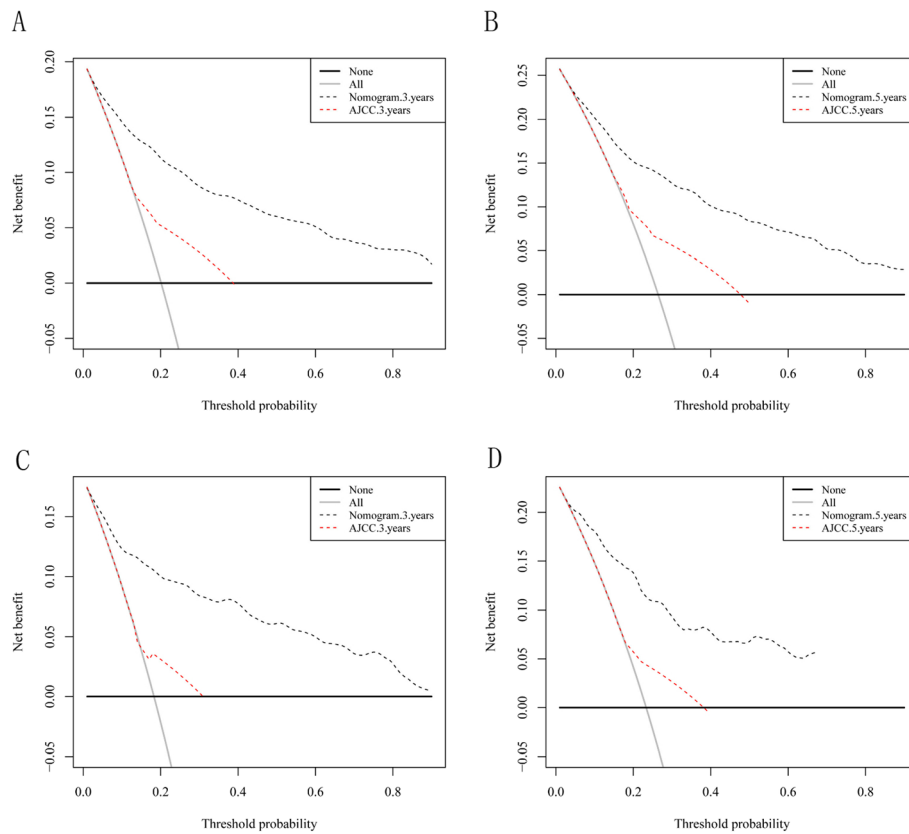 A
None
All
Nomogram.3.years
AJCC.3.years
Net benefit
0.20
0.15
0.10
0.05
0.00
−0.05
0.0 0.2 0.4 0.6 0.8
Threshold probability
B
None
All
Nomogram.5.years
AJCC.5.years
Net benefit
0.25
0.20
0.15
0.10
0.05
0.00
−0.05
0.0 0.2 0.4 0.6 0.8
Threshold probability
C
None
All
Nomogram.3.years
AJCC.3.years
Net benefit
0.15
0.10
0.05
0.00
−0.05
0.0 0.2 0.4 0.6 0.8
Threshold probability
D
None
All
Nomogram.5.years
AJCC.5.years
Net benefit
0.20
0.15
0.10
0.05
0.00
−0.05
0.0 0.2 0.4 0.6 0.8
Threshold probability